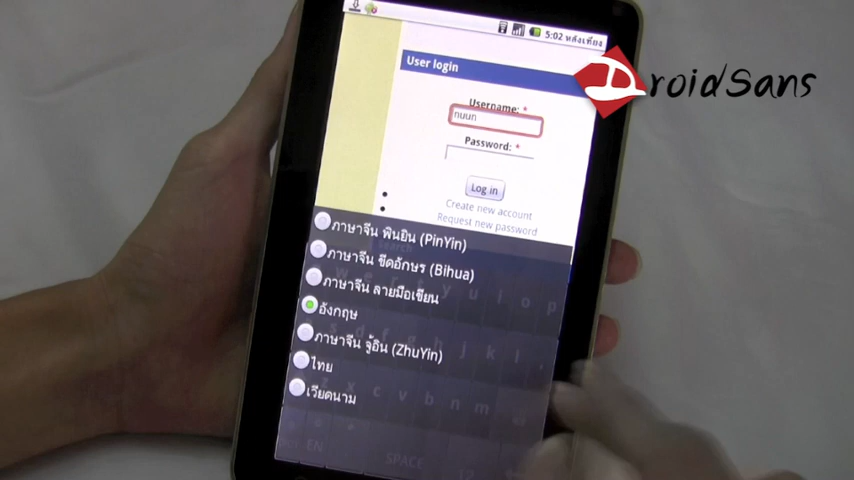 5:02 หลังเที่ยง
DroidSans
User login
Username: *
nuun
Password: *
Log in
Create new account
Request new password
Search
ภาษาจีน พินยิน (PinYin)
ภาษาจีน ขีดอักษร (Bihua)
ภาษาจีน ลายมือเขียน
อังกฤษ
ภาษาจีน จู้อิน (ZhuYin)
ไทย
เวียดนาม
w e r t y u i o p
s d f g h j k l
z x c v b n m
EN SPACE 12